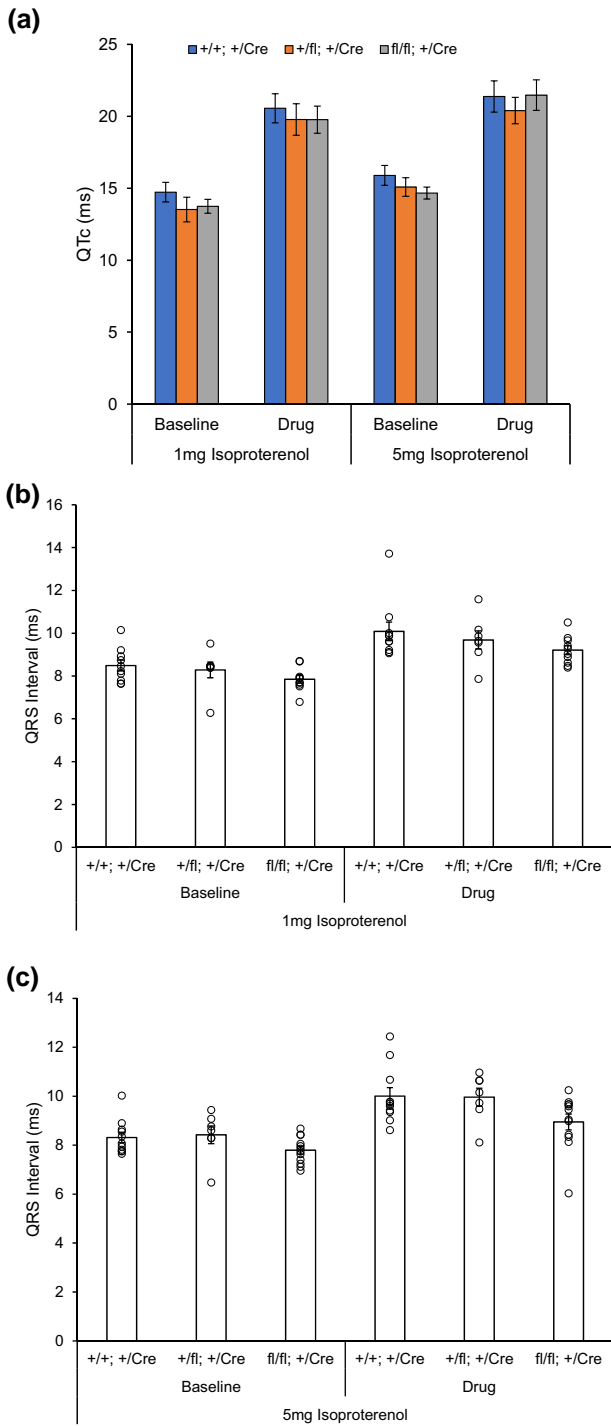 (a)
25
+/+; +/Cre +/fl; +/Cre fl/fl; +/Cre
20
15
10
5
0
QTc (ms)
Baseline Drug Baseline Drug
1mg Isoproterenol 5mg Isoproterenol
(b)
16
14
12
10
8
6
4
2
0
QRS Interval (ms)
+/+; +/Cre +/fl; +/Cre fl/fl; +/Cre +/+; +/Cre +/fl; +/Cre fl/fl; +/Cre
Baseline Drug
1mg Isoproterenol
(c)
14
12
10
8
6
4
2
0
QRS Interval (ms)
+/+; +/Cre +/fl; +/Cre fl/fl; +/Cre +/+; +/Cre +/fl; +/Cre fl/fl; +/Cre
Baseline Drug
5mg Isoproterenol